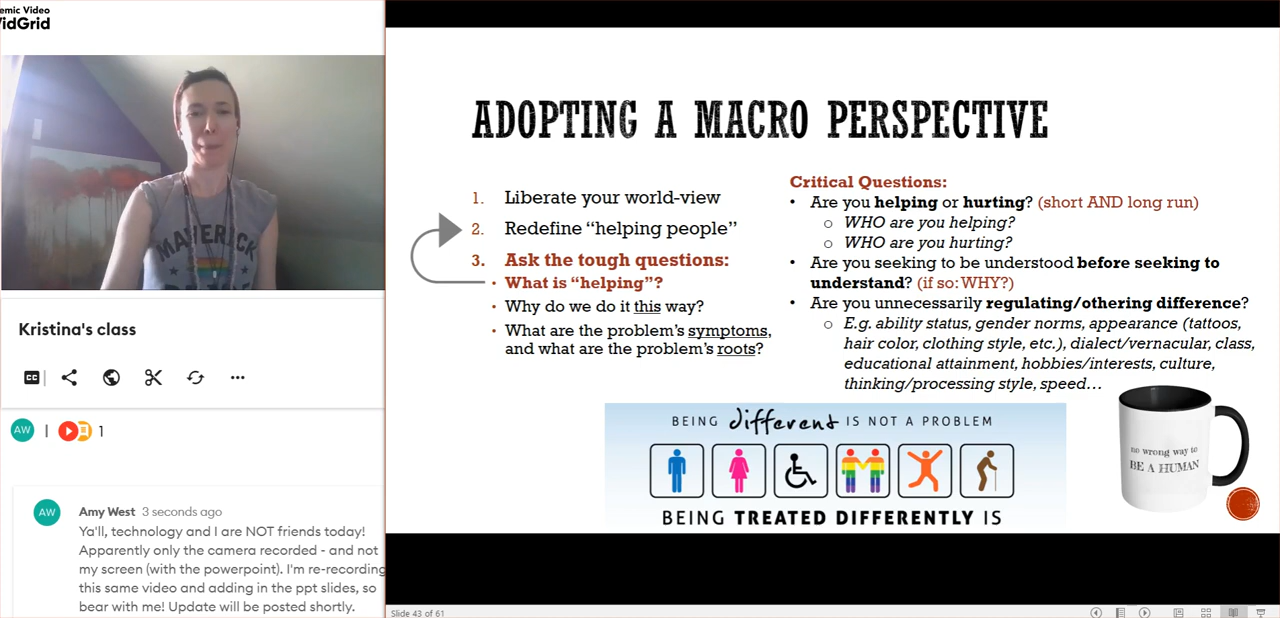 emic Video
VidGrid
MAVERICK
Kristina's class
CC
AW | 1
AW
Amy West 3 seconds ago
Ya'll, technology and I are NOT friends today!
Apparently only the camera recorded - and not
my screen (with the powerpoint). I'm re-recording
this same video and adding in the ppt slides, so
bear with me! Update will be posted shortly.
ADOPTING A MACRO PERSPECTIVE
1. Liberate your world-view
2. Redefine “helping people”
3. Ask the tough questions:
• What is “helping”?
• Why do we do it this way?
• What are the problem’s symptoms,
and what are the problem’s roots?
Critical Questions:
• Are you helping or hurting? (short AND long run)
o WHO are you helping?
o WHO are you hurting?
• Are you seeking to be understood before seeking to
understand? (if so: WHY?)
• Are you unnecessarily regulating/othering difference?
o E.g. ability status, gender norms, appearance (tattoos,
hair color, clothing style, etc.), dialect/vernacular, class,
educational attainment, hobbies/interests, culture,
thinking/processing style, speed…
BEING different IS NOT A PROBLEM
BEING TREATED DIFFERENTLY IS
no wrong way to
BE A HUMAN
Slide 43 of 61